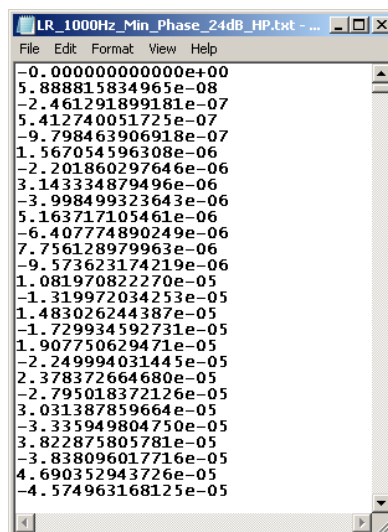 LR_1000Hz_Min_Phase_24dB_HP.txt - ...
File Edit Format View Help
-0.000000000000e+00
5.888815834965e-08
-2.461291899181e-07
5.412740051725e-07
-9.798463906918e-07
1.567054596308e-06
-2.201860297646e-06
3.143334879496e-06
-3.998499323643e-06
5.163717105461e-06
-6.407774890249e-06
7.756128979963e-06
-9.573623174219e-06
1.081970822270e-05
-1.319972034253e-05
1.483026244387e-05
-1.729934592731e-05
1.907750629471e-05
-2.249994031445e-05
2.378372664680e-05
-2.795018372126e-05
3.031387859664e-05
-3.335949804750e-05
3.822875805781e-05
-3.838096017716e-05
4.690352943726e-05
-4.574963168125e-05